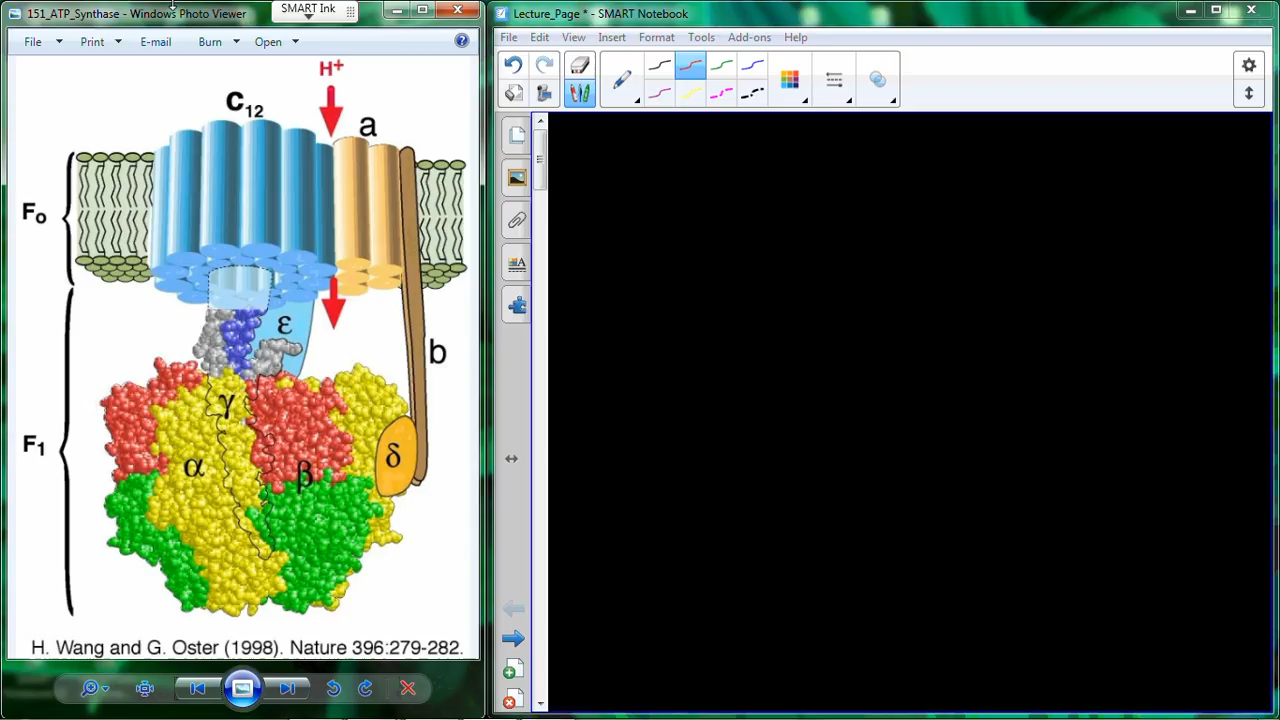 151_ATP_Synthase - Windows Photo Viewer
SMART Ink
File Print E-mail Burn Open
H+
c12
a
Fo
ε
b
γ
F1
α
β
δ
H. Wang and G. Oster (1998). Nature 396:279-282.
Lecture_Page * - SMART Notebook
File Edit View Insert Format Tools Add-ons Help